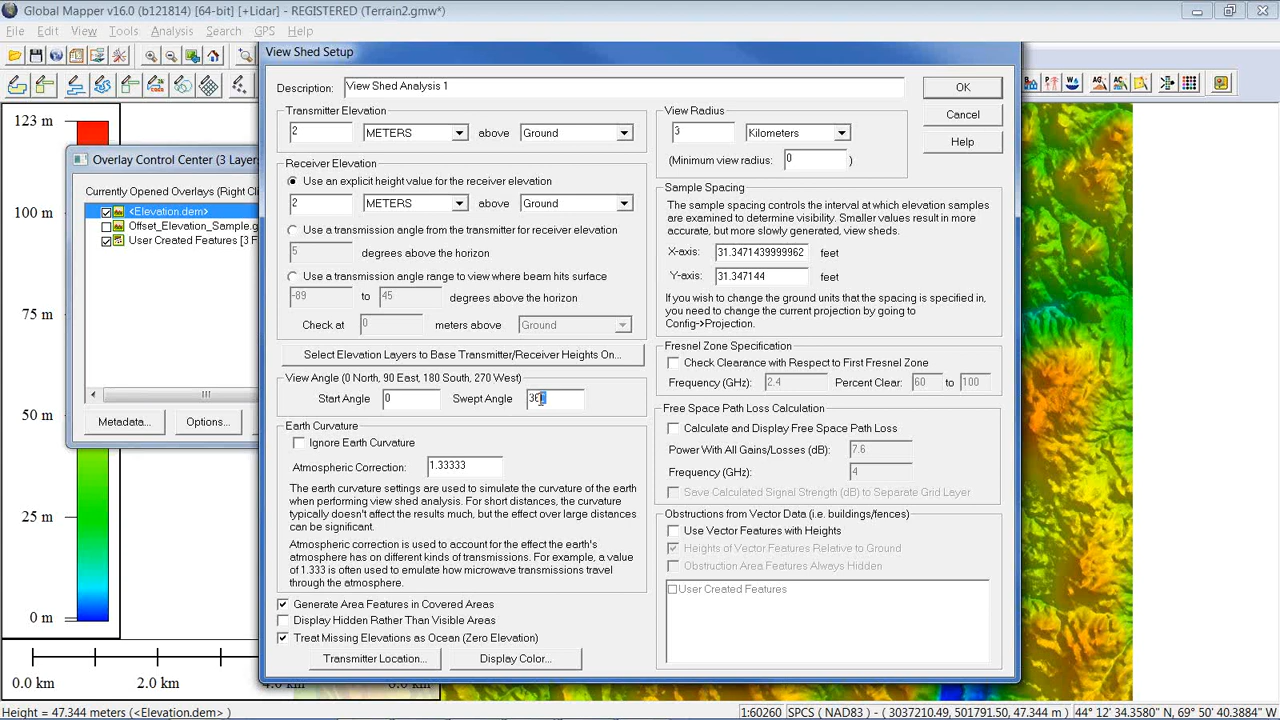 Global Mapper v16.0 (b121814) [64-bit] [+Lidar] - REGISTERED (Terrain2.gmw*)
File Edit View Tools Analysis Search GPS Help
123 m
100 m
75 m
50 m
25 m
0 m
0.0 km 2.0 km
Overlay Control Center (3 Layers
Currently Opened Overlays (Right Cli
<Elevation.dem>
Offset_Elevation_Sample.g
User Created Features [3 F
Metadata... Options...
View Shed Setup
Description: View Shed Analysis 1
OK
Cancel
Help
Transmitter Elevation
2 METERS above Ground
Receiver Elevation
Use an explicit height value for the receiver elevation
2 METERS above Ground
Use a transmission angle from the transmitter for receiver elevation
5 degrees above the horizon
Use a transmission angle range to view where beam hits surface
-89 to 45 degrees above the horizon
Check at 0 meters above Ground
Select Elevation Layers to Base Transmitter/Receiver Heights On...
View Angle (0 North, 90 East, 180 South, 270 West)
Start Angle 0 Swept Angle
Earth Curvature
Ignore Earth Curvature
Atmospheric Correction: 1.33333
The earth curvature settings are used to simulate the curvature of the earth
when performing view shed analysis. For short distances, the curvature
typically doesn't affect the results much, but the effect over large distances
can be significant.
Atmospheric correction is used to account for the effect the earth's
atmosphere has on different kinds of transmissions. For example, a value
of 1.333 is often used to emulate how microwave transmissions travel
through the atmosphere.
Generate Area Features in Covered Areas
Display Hidden Rather Than Visible Areas
Treat Missing Elevations as Ocean (Zero Elevation)
Transmitter Location... Display Color...
View Radius
3 Kilometers
(Minimum view radius: 0 )
Sample Spacing
The sample spacing controls the interval at which elevation samples
are examined to determine visibility. Smaller values result in more
accurate, but more slowly generated, view sheds.
X-axis: 31.3471439999962 feet
Y-axis: 31.347144 feet
If you wish to change the ground units that the spacing is specified in,
you need to change the current projection by going to
Config->Projection.
Fresnel Zone Specification
Check Clearance with Respect to First Fresnel Zone
Frequency (GHz): 2.4 Percent Clear: 60 to 100
Free Space Path Loss Calculation
Calculate and Display Free Space Path Loss
Power With All Gains/Losses (dB): 7.6
Frequency (GHz): 4
Save Calculated Signal Strength (dB) to Separate Grid Layer
Obstructions from Vector Data (i.e. buildings/fences)
Use Vector Features with Heights
Heights of Vector Features Relative to Ground
Obstruction Area Features Always Hidden
User Created Features
Height = 47.344 meters (<Elevation.dem> )
1:60260 SPCS (NAD83) - ( 3037210.49, 501791.50, 47.344 m ) 44° 12' 34.3580" N, 69° 50' 40.3884" W